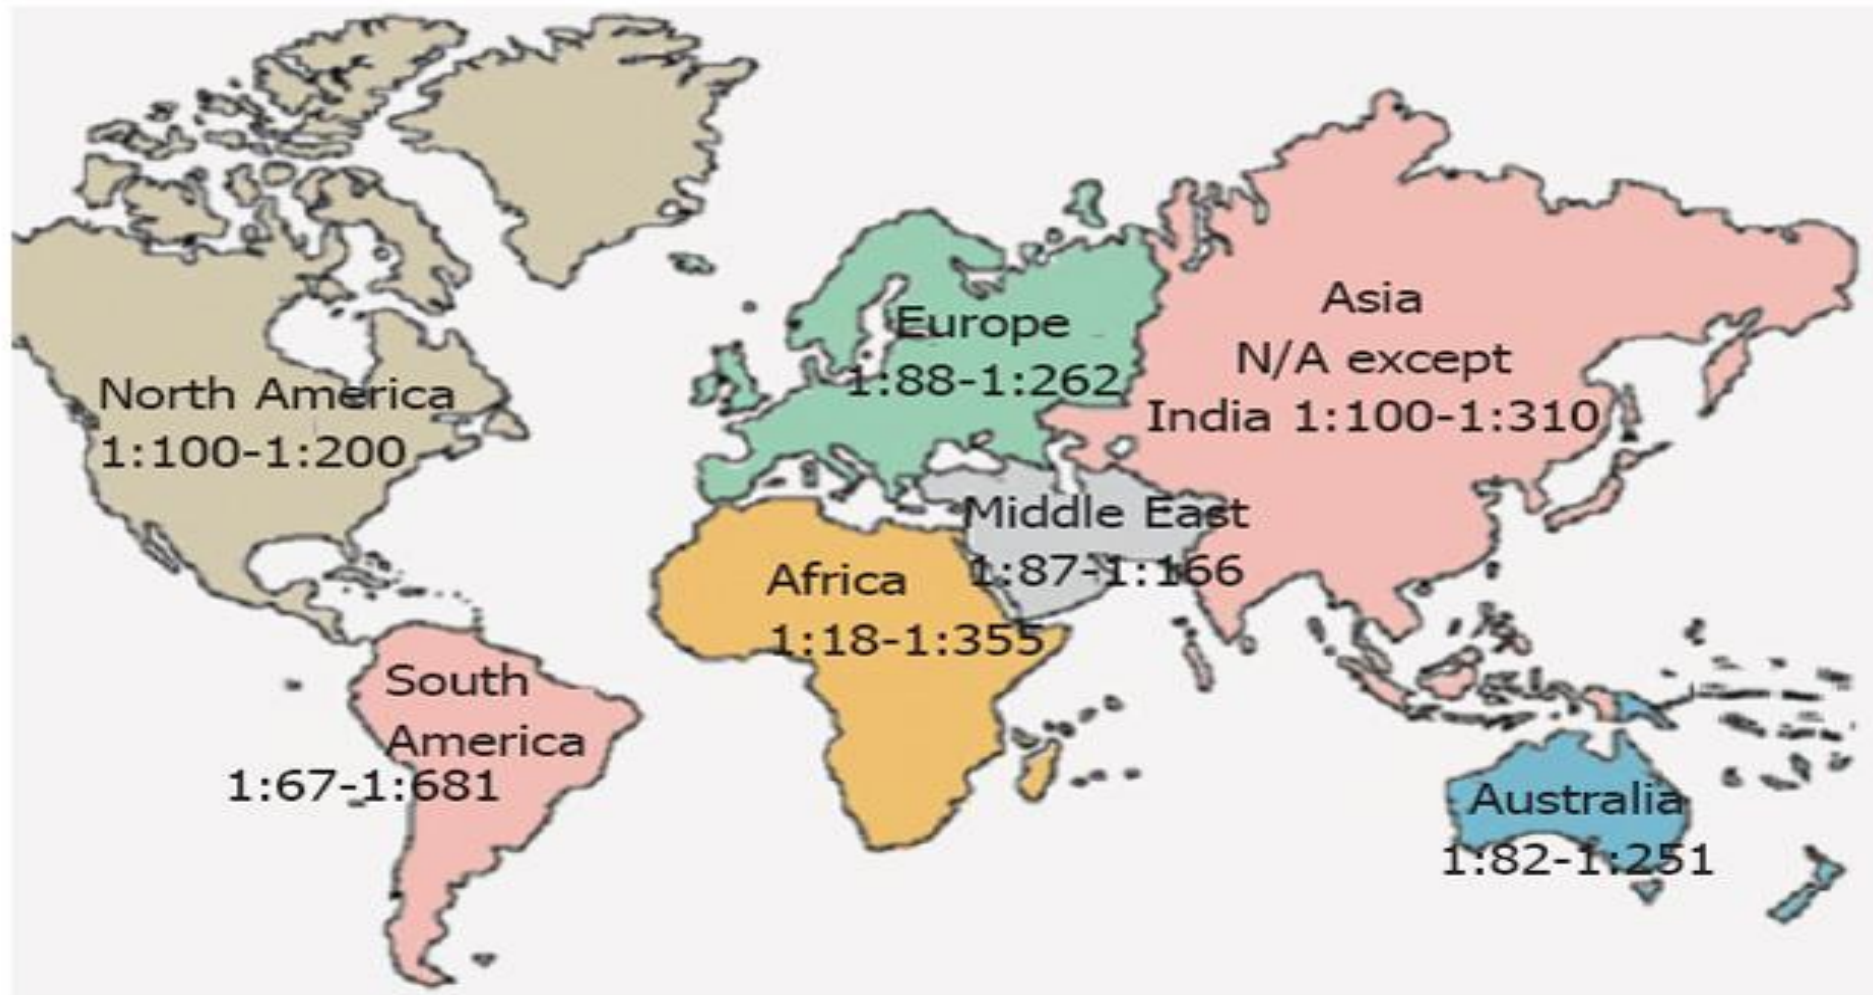 North America
1:100-1:200
Europe
1:88-1:262
Asia
N/A except
India 1:100-1:310
Middle East
1:87-1:166
Africa
1:18-1:355
South
America
1:67-1:681
Australia
1:82-1:251